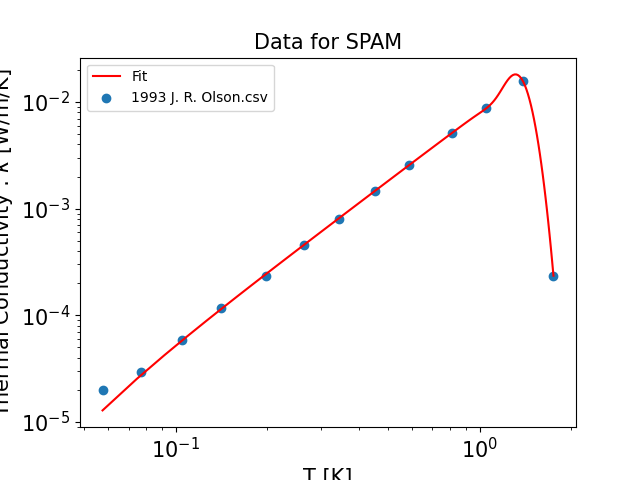 Data for SPAM
Fit
1993 J. R. Olson.csv
Thermal Conductivity : k [W/m/K]
10⁻²
10⁻³
10⁻⁴
10⁻⁵
10⁻¹
10⁰
T [K]